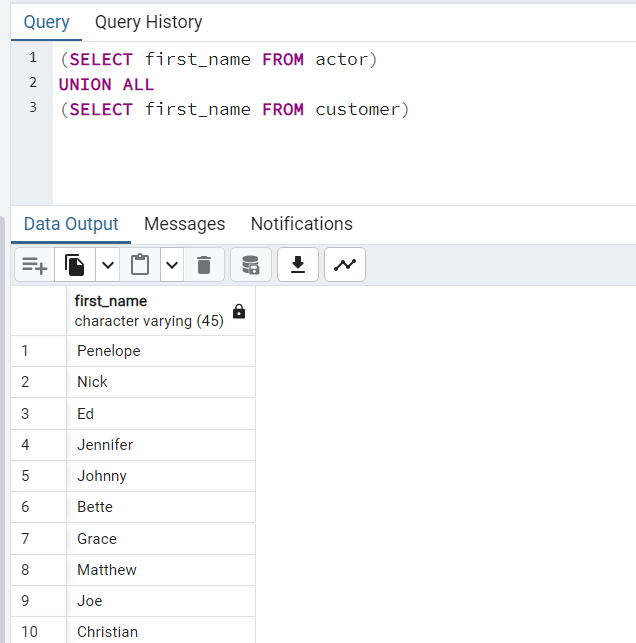 Query Query History
1 (SELECT first_name FROM actor)
2 UNION ALL
3 (SELECT first_name FROM customer)
Data Output Messages Notifications
first_name
character varying (45)
1 Penelope
2 Nick
3 Ed
4 Jennifer
5 Johnny
6 Bette
7 Grace
8 Matthew
9 Joe
10 Christian